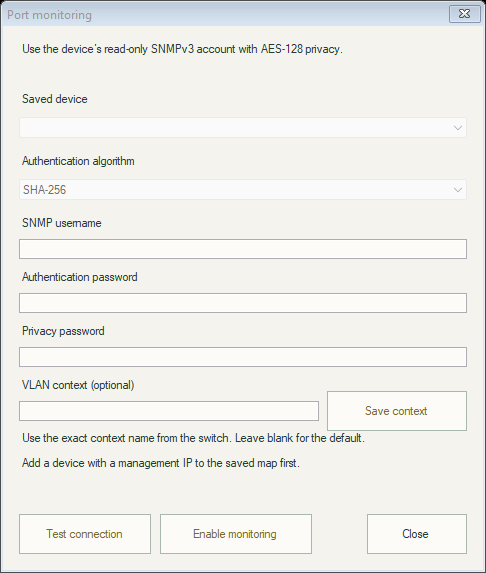 Port monitoring
Use the device's read-only SNMPv3 account with AES-128 privacy.
Saved device
Authentication algorithm
SHA-256
SNMP username
Authentication password
Privacy password
VLAN context (optional)
Save context
Use the exact context name from the switch. Leave blank for the default.
Add a device with a management IP to the saved map first.
Test connection
Enable monitoring
Close